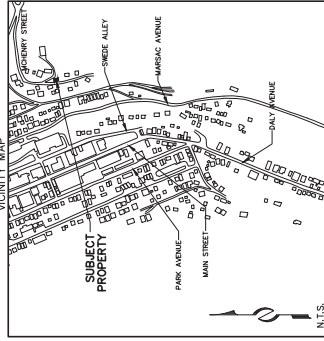 VICINITY MAP
MCHENRY STREET
SWEDE ALLEY
MARSAC AVENUE
SUBJECT
PROPERTY
DALY AVENUE
PARK AVENUE
MAIN STREET
N.T.S.